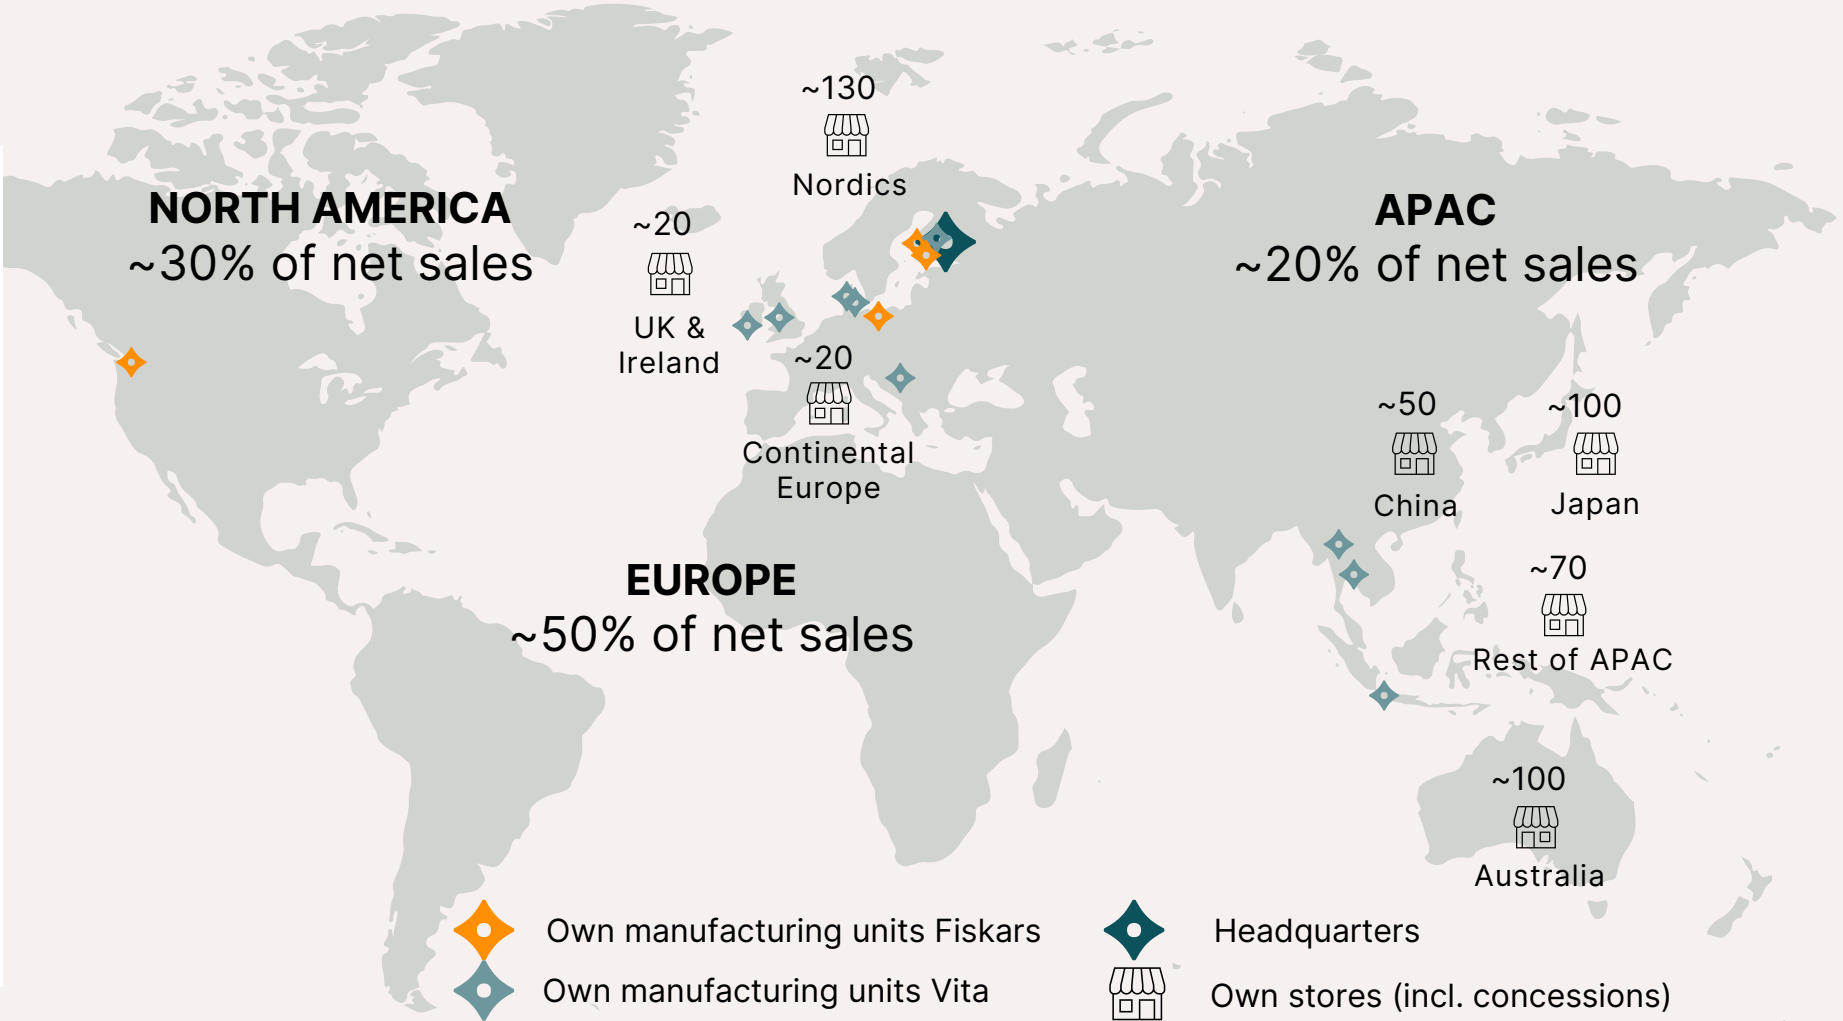 ~130
Nordics
NORTH AMERICA
~30% of net sales
~20
UK &
Ireland
APAC
~20% of net sales
~20
Continental
Europe
~50
China
~100
Japan
EUROPE
~50% of net sales
~70
Rest of APAC
~100
Australia
Own manufacturing units Fiskars
Headquarters
Own manufacturing units Vita
Own stores (incl. concessions)